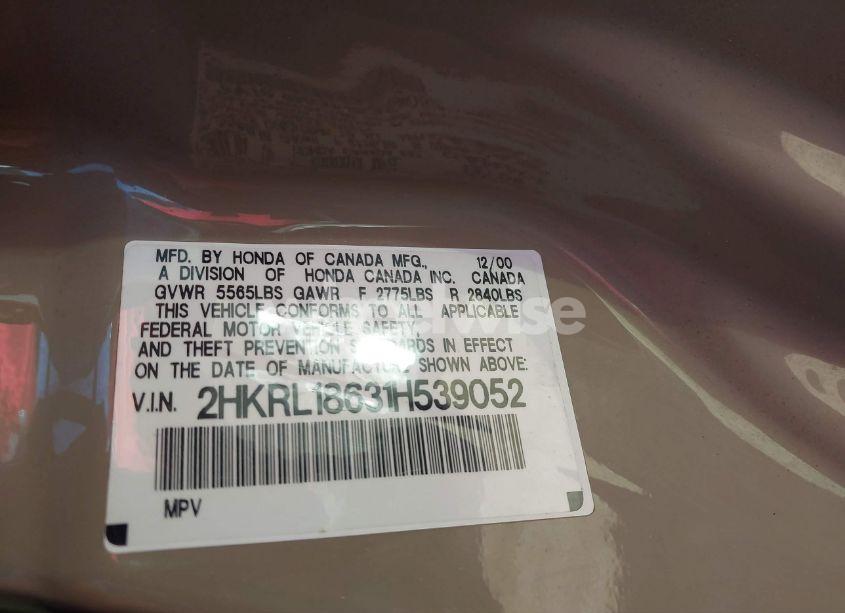 MFD. BY HONDA OF CANADA MFG., 12/00
A DIVISION OF HONDA CANADA INC. CANADA
GVWR 5565LBS GAWR F 2775LBS R 2840LBS
THIS VEHICLE CONFORMS TO ALL APPLICABLE
FEDERAL MOTOR VEHICLE SAFETY,
AND THEFT PREVENTION STANDARDS IN EFFECT
ON THE DATE OF MANUFACTURE SHOWN ABOVE:
V.I.N. 2HKRL18631H539052
MPV